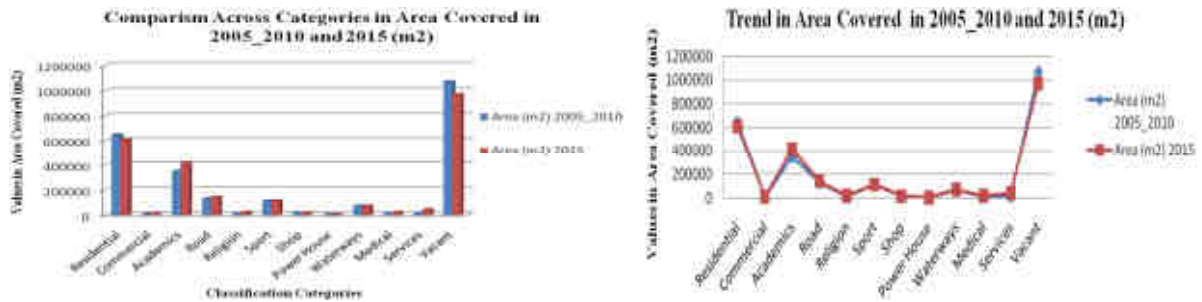 Comparism Across Categories in Area Covered in
2005_2010 and 2015 (m2)
Values in Area Covered (m2)
1200000
1000000
800000
600000
400000
200000
0
Area (m2) 2005_2010
Area (m2) 2015
Residential
Commercial
Academics
Road
Religion
Sport
Shop
Power House
Waterways
Medical
Services
Vacant
Classification Categories
Trend in Area Covered in 2005_2010 and 2015 (m2)
Values in Area Covered (m2)
1200000
1000000
800000
600000
400000
200000
0
Area (m2)
2005_2010
Area (m2) 2015
Residential
Commercial
Academics
Road
Religion
Sport
Shop
Power House
Waterways
Medical
Services
Vacant